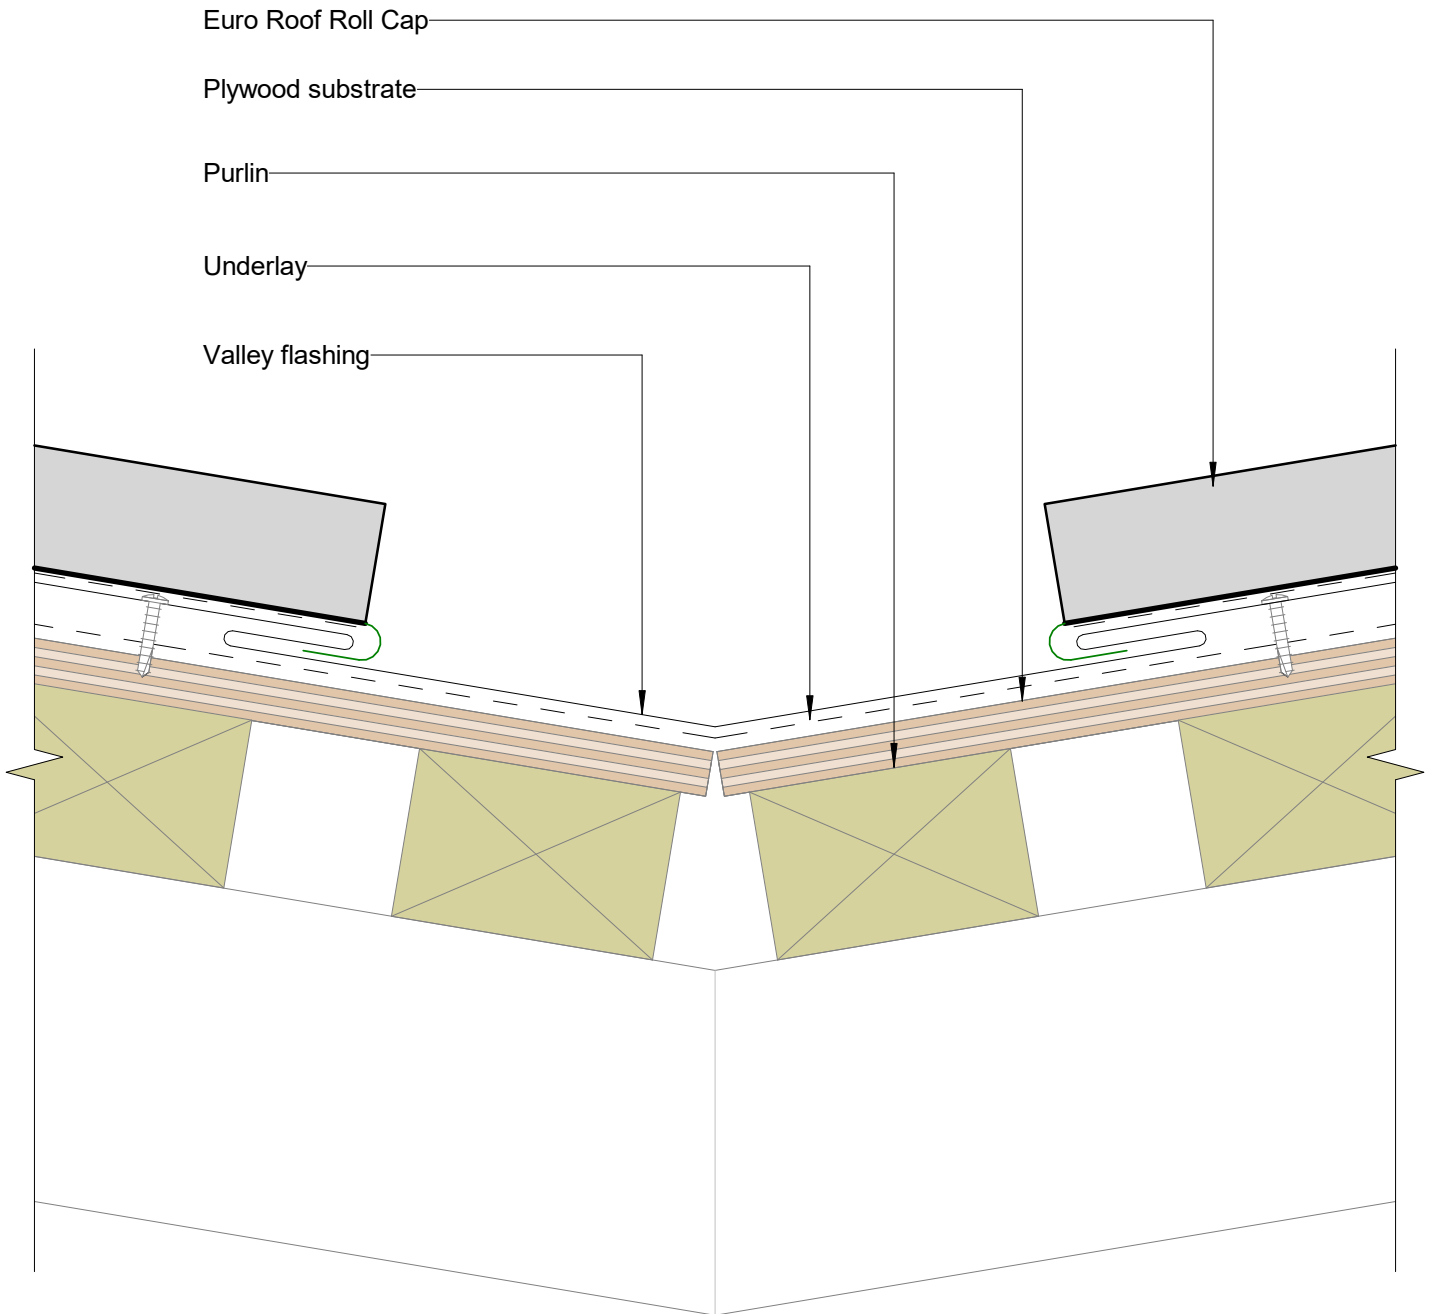 Euro Roof Roll Cap
Plywood substrate
Purlin
Underlay
Valley flashing